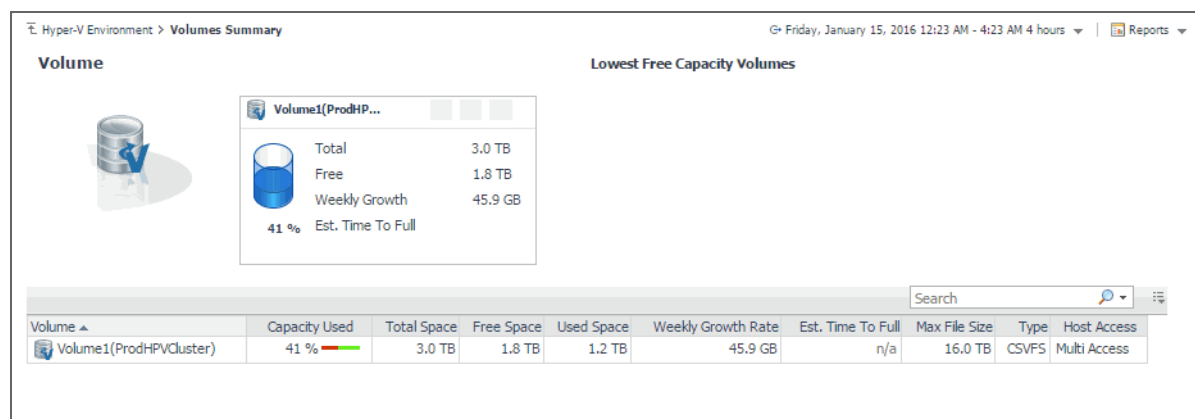 Hyper-V Environment > Volumes Summary
Friday, January 15, 2016 12:23 AM - 4:23 AM 4 hours | Reports
Volume
Lowest Free Capacity Volumes
Volume1(ProdHP...
Total 3.0 TB
Free 1.8 TB
Weekly Growth 45.9 GB
41 % Est. Time To Full
Search
Volume Capacity Used Total Space Free Space Used Space Weekly Growth Rate Est. Time To Full Max File Size Type Host Access
Volume1(ProdHPVCluster) 41 % 3.0 TB 1.8 TB 1.2 TB 45.9 GB n/a 16.0 TB CSVFS Multi Access